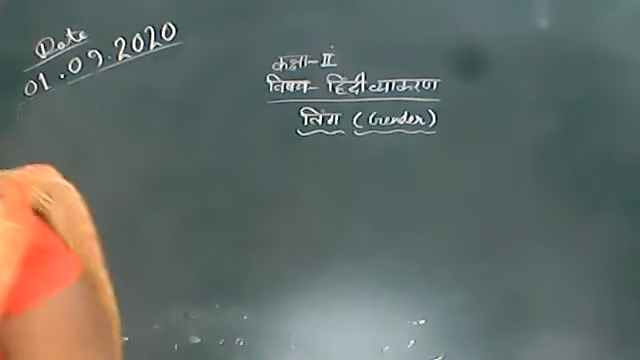 Date
01.09.2020
कक्षा-II
विषय- हिंदी व्याकरण
लिंग (Gender)